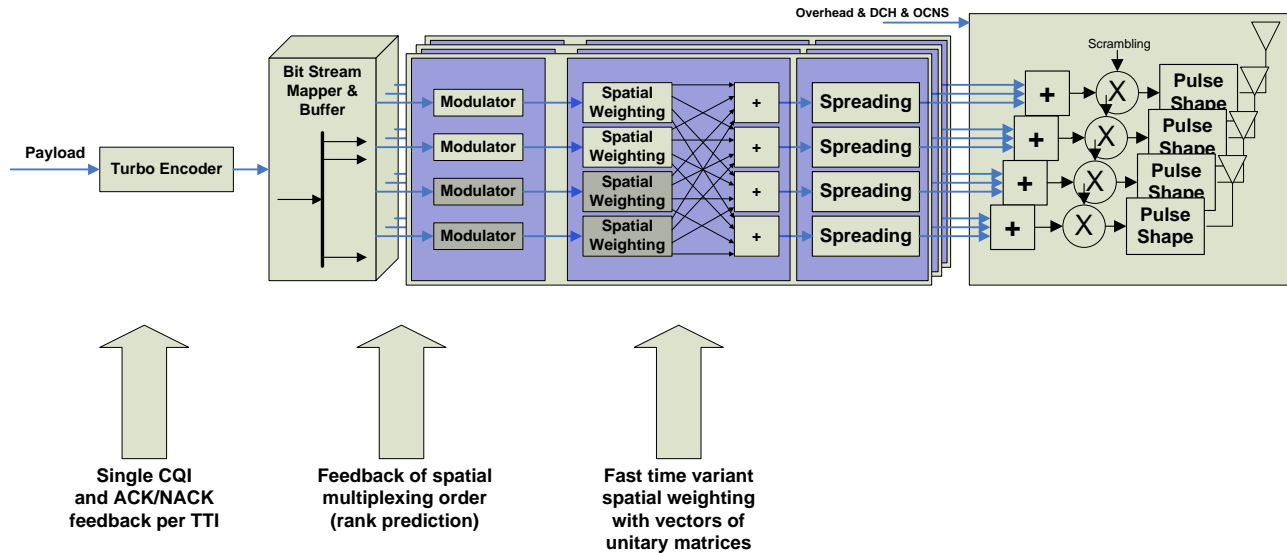 Overhead & DCH & OCNS
Scrambling
Bit Stream
Mapper &
Buffer
Payload
Turbo Encoder
Modulator
Modulator
Modulator
Modulator
Spatial
Weighting
Spatial
Weighting
Spatial
Weighting
Spatial
Weighting
+
+
+
+
Spreading
Spreading
Spreading
Spreading
+
+
+
+
X
X
X
X
Pulse
Shape
Pulse
Shape
Pulse
Shape
Pulse
Shape
Single CQI
and ACK/NACK
feedback per TTI
Feedback of spatial
multiplexing order
(rank prediction)
Fast time variant
spatial weighting
with vectors of
unitary matrices